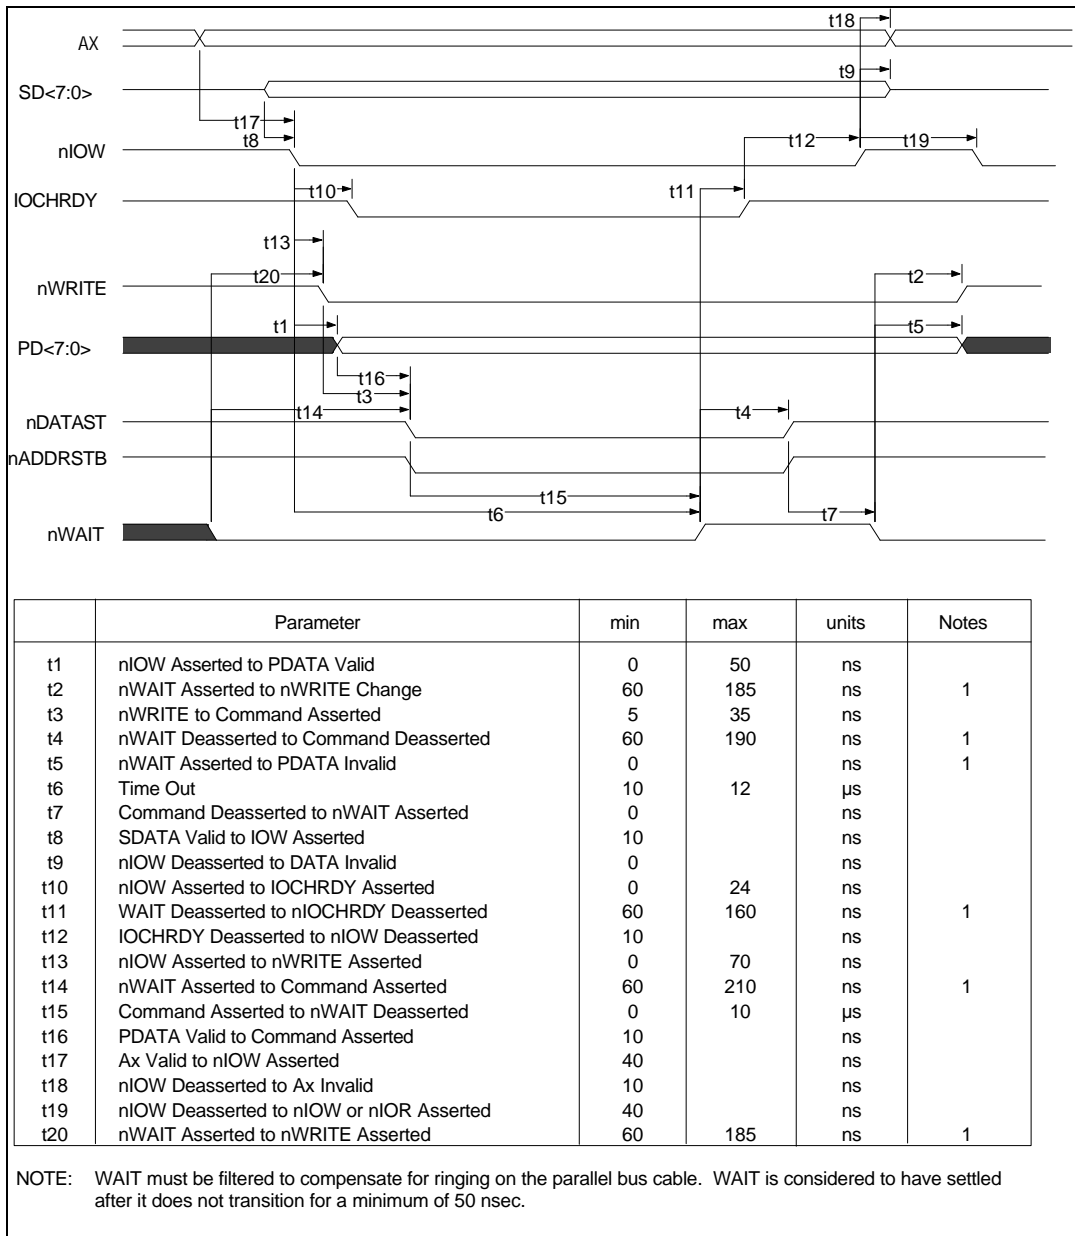 t18
AX
t9
SD<7:0>
t17
t8
t12
t19
nIOW
t10
t11
IOCHRDY
t13
t20
t2
nWRITE
t1
t5
PD<7:0>
t16
t3
t14
t4
nDATAST
nADDRSTB
t15
t6
t7
nWAIT
Parameter min max units Notes
t1 nIOW Asserted to PDATA Valid 0 50 ns
t2 nWAIT Asserted to nWRITE Change 60 185 ns 1
t3 nWRITE to Command Asserted 5 35 ns
t4 nWAIT Deasserted to Command Deasserted 60 190 ns 1
t5 nWAIT Asserted to PDATA Invalid 0 ns 1
t6 Time Out 10 12 µs
t7 Command Deasserted to nWAIT Asserted 0 ns
t8 SDATA Valid to IOW Asserted 10 ns
t9 nIOW Deasserted to DATA Invalid 0 ns
t10 nIOW Asserted to IOCHRDY Asserted 0 24 ns
t11 WAIT Deasserted to nIOCHRDY Deasserted 60 160 ns 1
t12 IOCHRDY Deasserted to nIOW Deasserted 10 ns
t13 nIOW Asserted to nWRITE Asserted 0 70 ns
t14 nWAIT Asserted to Command Asserted 60 210 ns 1
t15 Command Asserted to nWAIT Deasserted 0 10 µs
t16 PDATA Valid to Command Asserted 10 ns
t17 Ax Valid to nIOW Asserted 40 ns
t18 nIOW Deasserted to Ax Invalid 10 ns
t19 nIOW Deasserted to nIOW or nIOR Asserted 40 ns
t20 nWAIT Asserted to nWRITE Asserted 60 185 ns 1
NOTE: WAIT must be filtered to compensate for ringing on the parallel bus cable. WAIT is considered to have settled
after it does not transition for a minimum of 50 nsec.